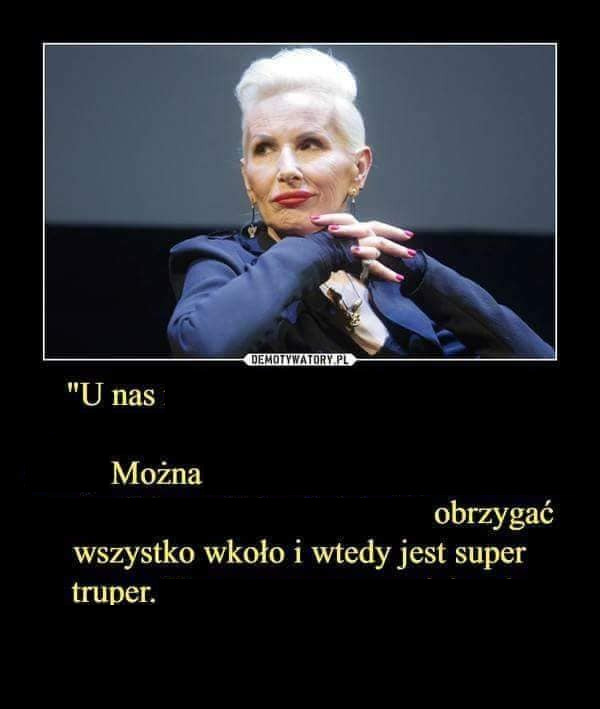 DEMOTYWATORY.PL
"U nas
Można
obrzygać
wszystko wkoło i wtedy jest super
truper.